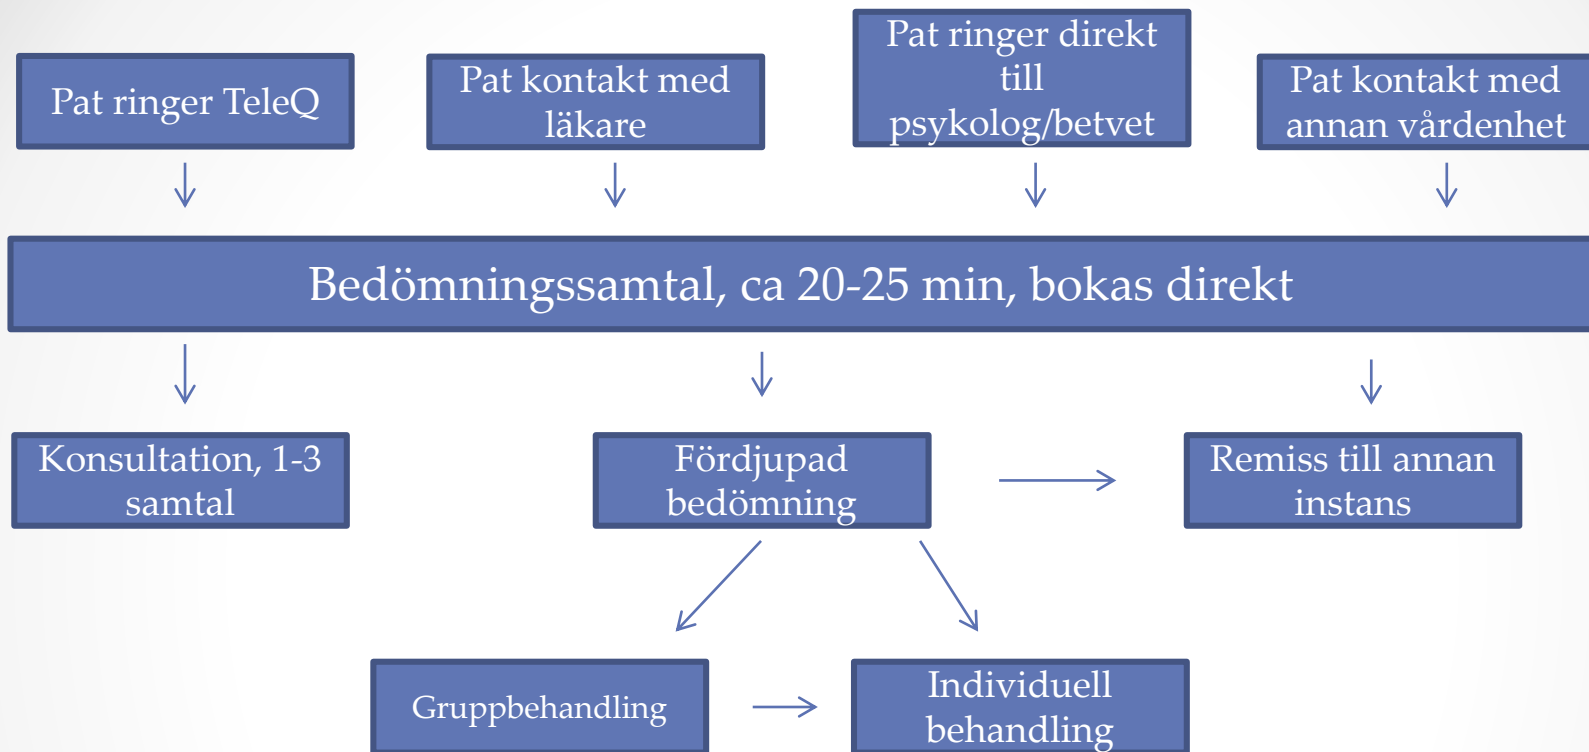 Pat ringer TeleQ
Pat kontakt med
läkare
Pat ringer direkt
till
psykolog/betvet
Pat kontakt med
annan vårdenhet
Bedömningssamtal, ca 20-25 min, bokas direkt
Konsultation, 1-3
samtal
Fördjupad
bedömning
Remiss till annan
instans
Gruppbehandling
Individuell
behandling